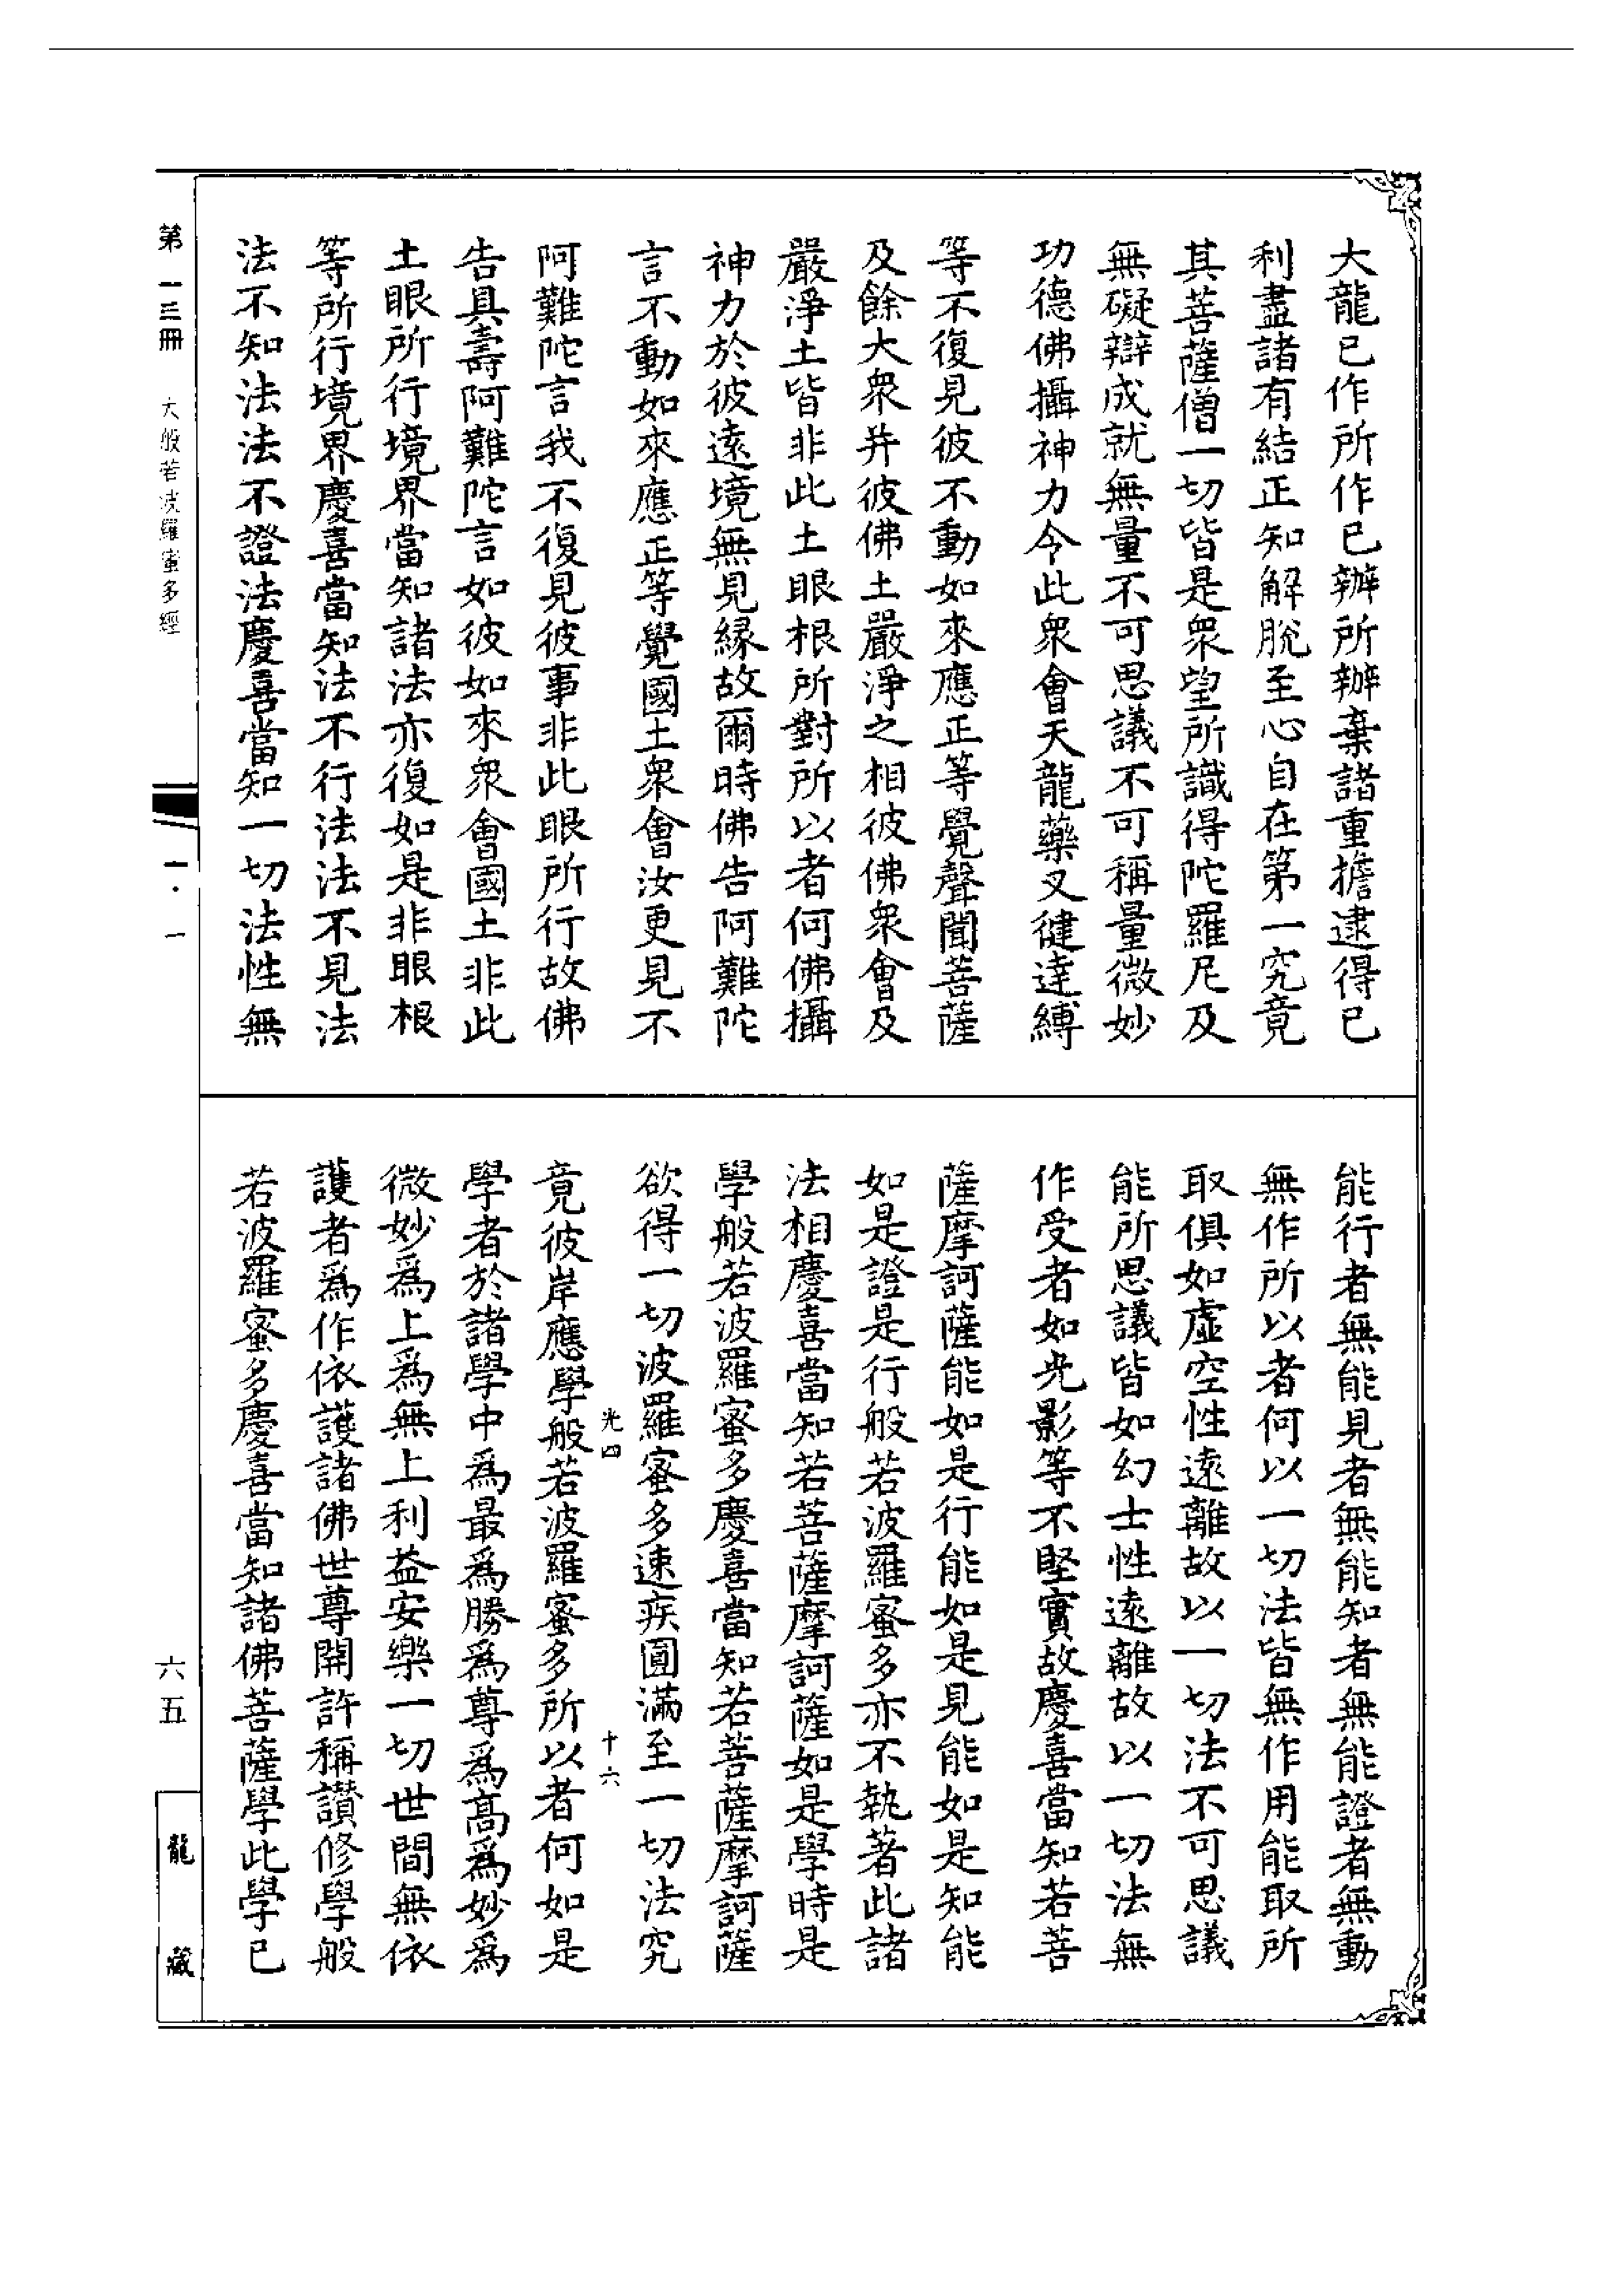 大龍已作所作已辦所辦棄諸重擔逮得已
利盡諸有結正知解脫至心自在第一究竟
其菩薩僧一切皆是衆望所識得陀羅尼及
無礙辯成就無量不可思議不可稱量微妙
功德佛攝神力令此衆會天龍藥叉健達縛
等不復見彼不動如來應正等覺聲聞菩薩
及餘大衆并彼佛土嚴淨之相彼佛衆會及
嚴淨土皆非此土眼根所對所以者何佛攝
神力於彼遠境無見緣故爾時佛告阿難陀
言不動如來應正等覺國土衆會汝更見不
阿難陀言我不復見彼事非此眼所行故佛
告具壽阿難陀言如彼如來衆會國土非此
土眼所行境界當知諸法亦復如是非眼根
等所行境界慶喜當知法不行法法不見法
法不知法法不證法慶喜當知一切法性無
能行者無能見者無能知者無能證者無動
無作所以者何以一切法皆無作用能取所
取俱如虛空性遠離故以一切法不可思議
能所思議皆如幻士性遠離故以一切法無
作受者如光影等不堅實故慶喜當知若菩
薩摩訶薩能如是行能如是見能如是知能
如是證是行般若波羅蜜多亦不執著此諸
法相慶喜當知若菩薩摩訶薩如是學時是
學般若波羅蜜多慶喜當知若菩薩摩訶薩
欲得一切波羅蜜多速疾圓滿至一切法究
光四 十六
竟彼岸應學般若波羅蜜多所以者何如是
學者於諸學中爲最爲勝爲尊爲高爲妙爲
微妙爲上爲無上利益安樂一切世間無依
護者爲作依護諸佛世尊開許稱讚修學般
若波羅蜜多慶喜當知諸佛菩薩學此學已
第一三冊 大般若波羅蜜多經
一·一
六五
龍藏